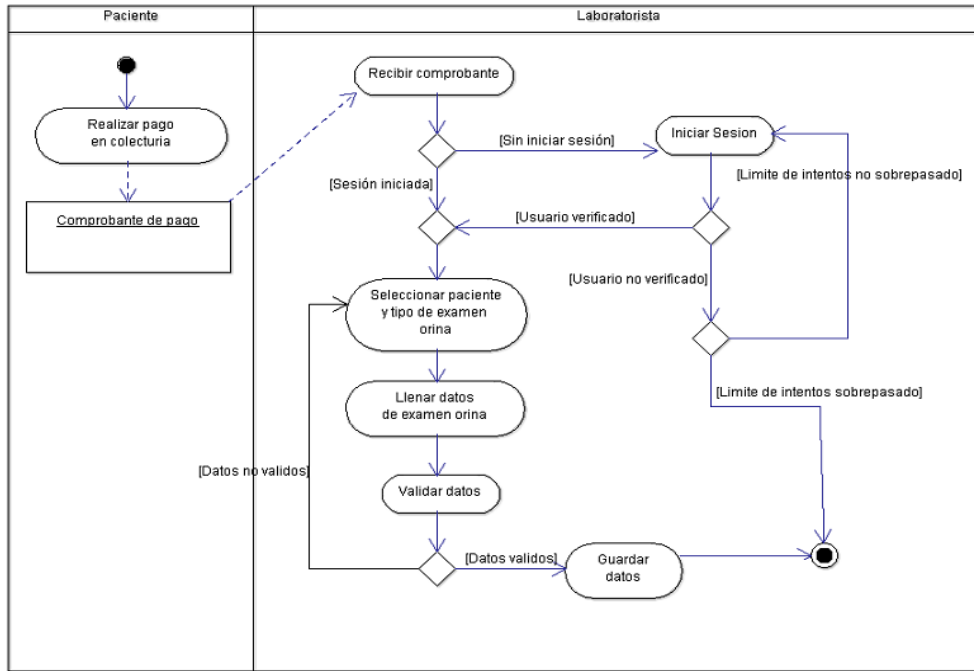 Paciente
Laboratorista
Recibir comprobante
Realizar pago
en colecturia
[Sin iniciar sesión]
Iniciar Sesion
[Limite de intentos no sobrepasado]
[Sesión iniciada]
Comprobante de pago
[Usuario verificado]
[Usuario no verificado]
Seleccionar paciente
y tipo de examen
orina
Llenar datos
de examen orina
[Limite de intentos sobrepasado]
[Datos no validos]
Validar datos
[Datos validos]
Guardar
datos